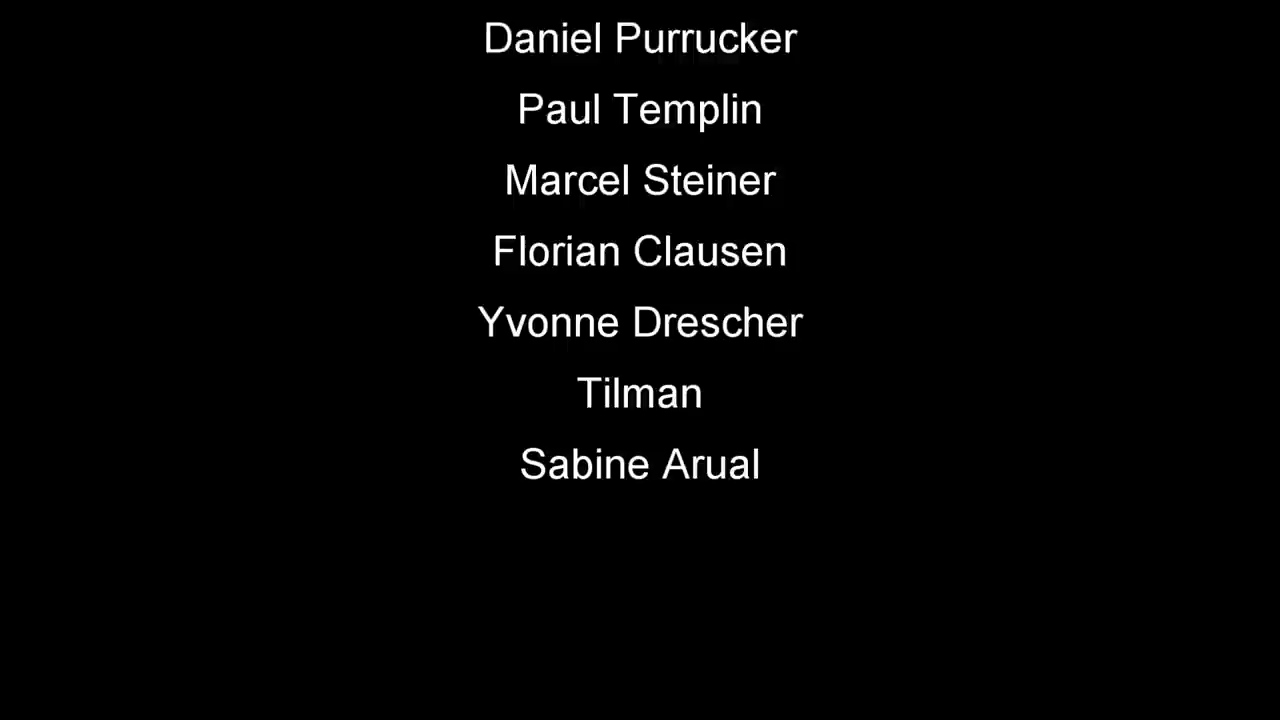 Daniel Purrucker
Paul Templin
Marcel Steiner
Florian Clausen
Yvonne Drescher
Tilman
Sabine Arual